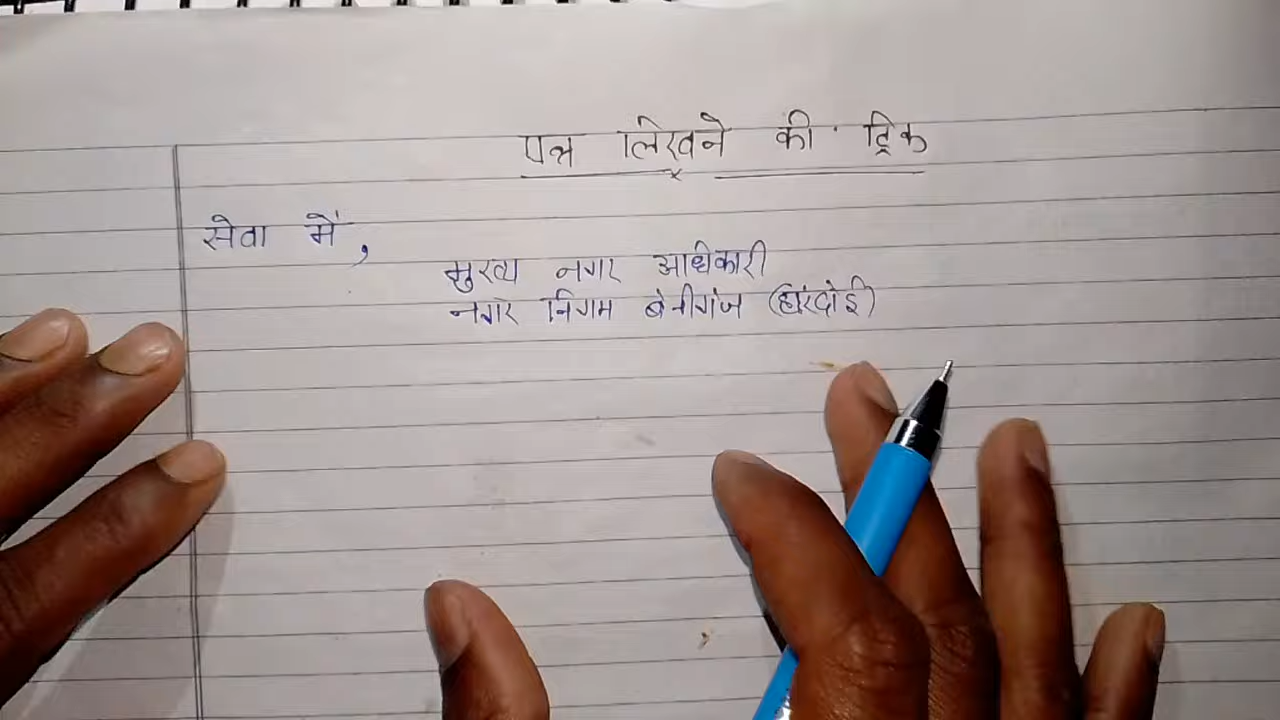 पत्र लिखने की ट्रिक
सेवा में,
मुख्य नगर अधिकारी
नगर निगम बेनीगंज (हरदोई)